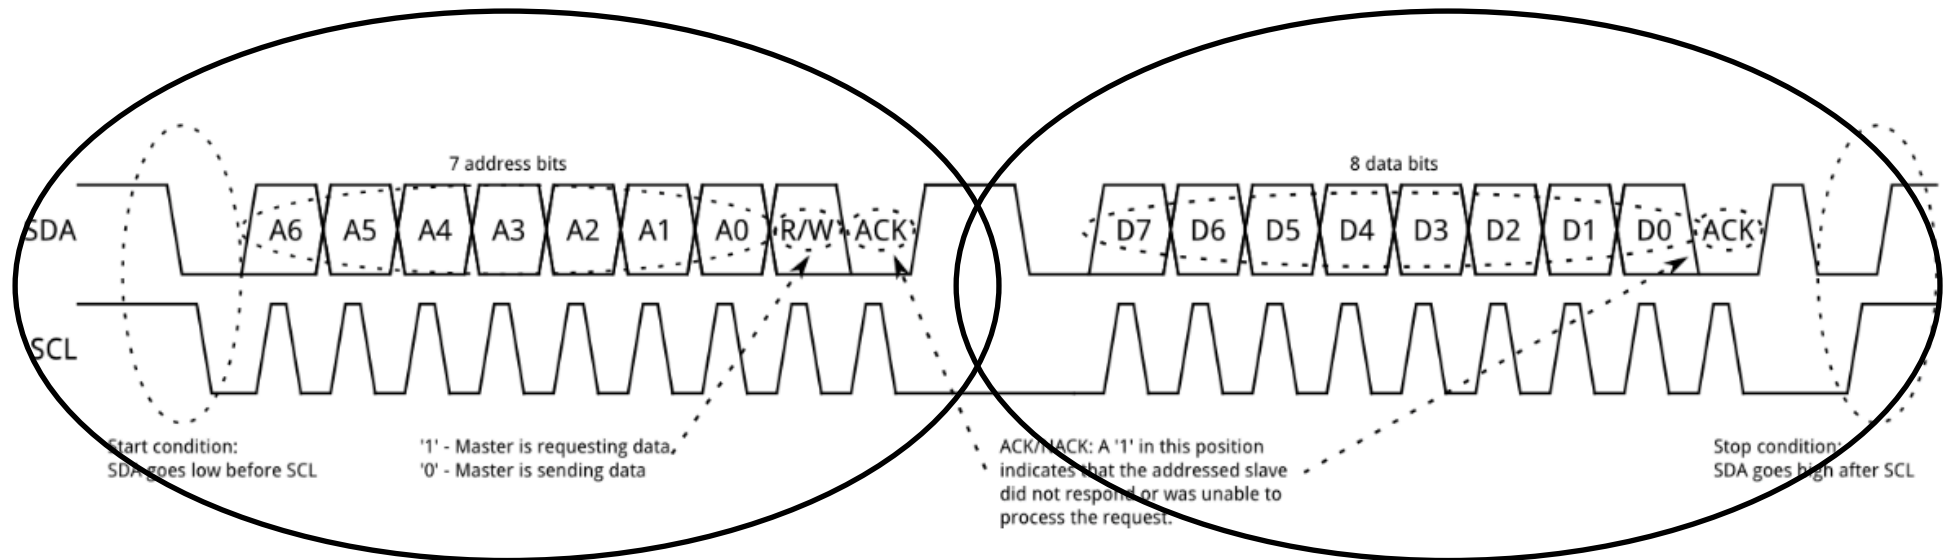 7 address bits
8 data bits
SDA
A6 A5 A4 A3 A2 A1 A0 R/W ACK
D7 D6 D5 D4 D3 D2 D1 D0 ACK
SCL
Start condition:
SDA goes low before SCL
'1' - Master is requesting data,
'0' - Master is sending data
ACK/NACK: A '1' in this position
indicates that the addressed slave
did not respond or was unable to
process the request.
Stop condition:
SDA goes high after SCL